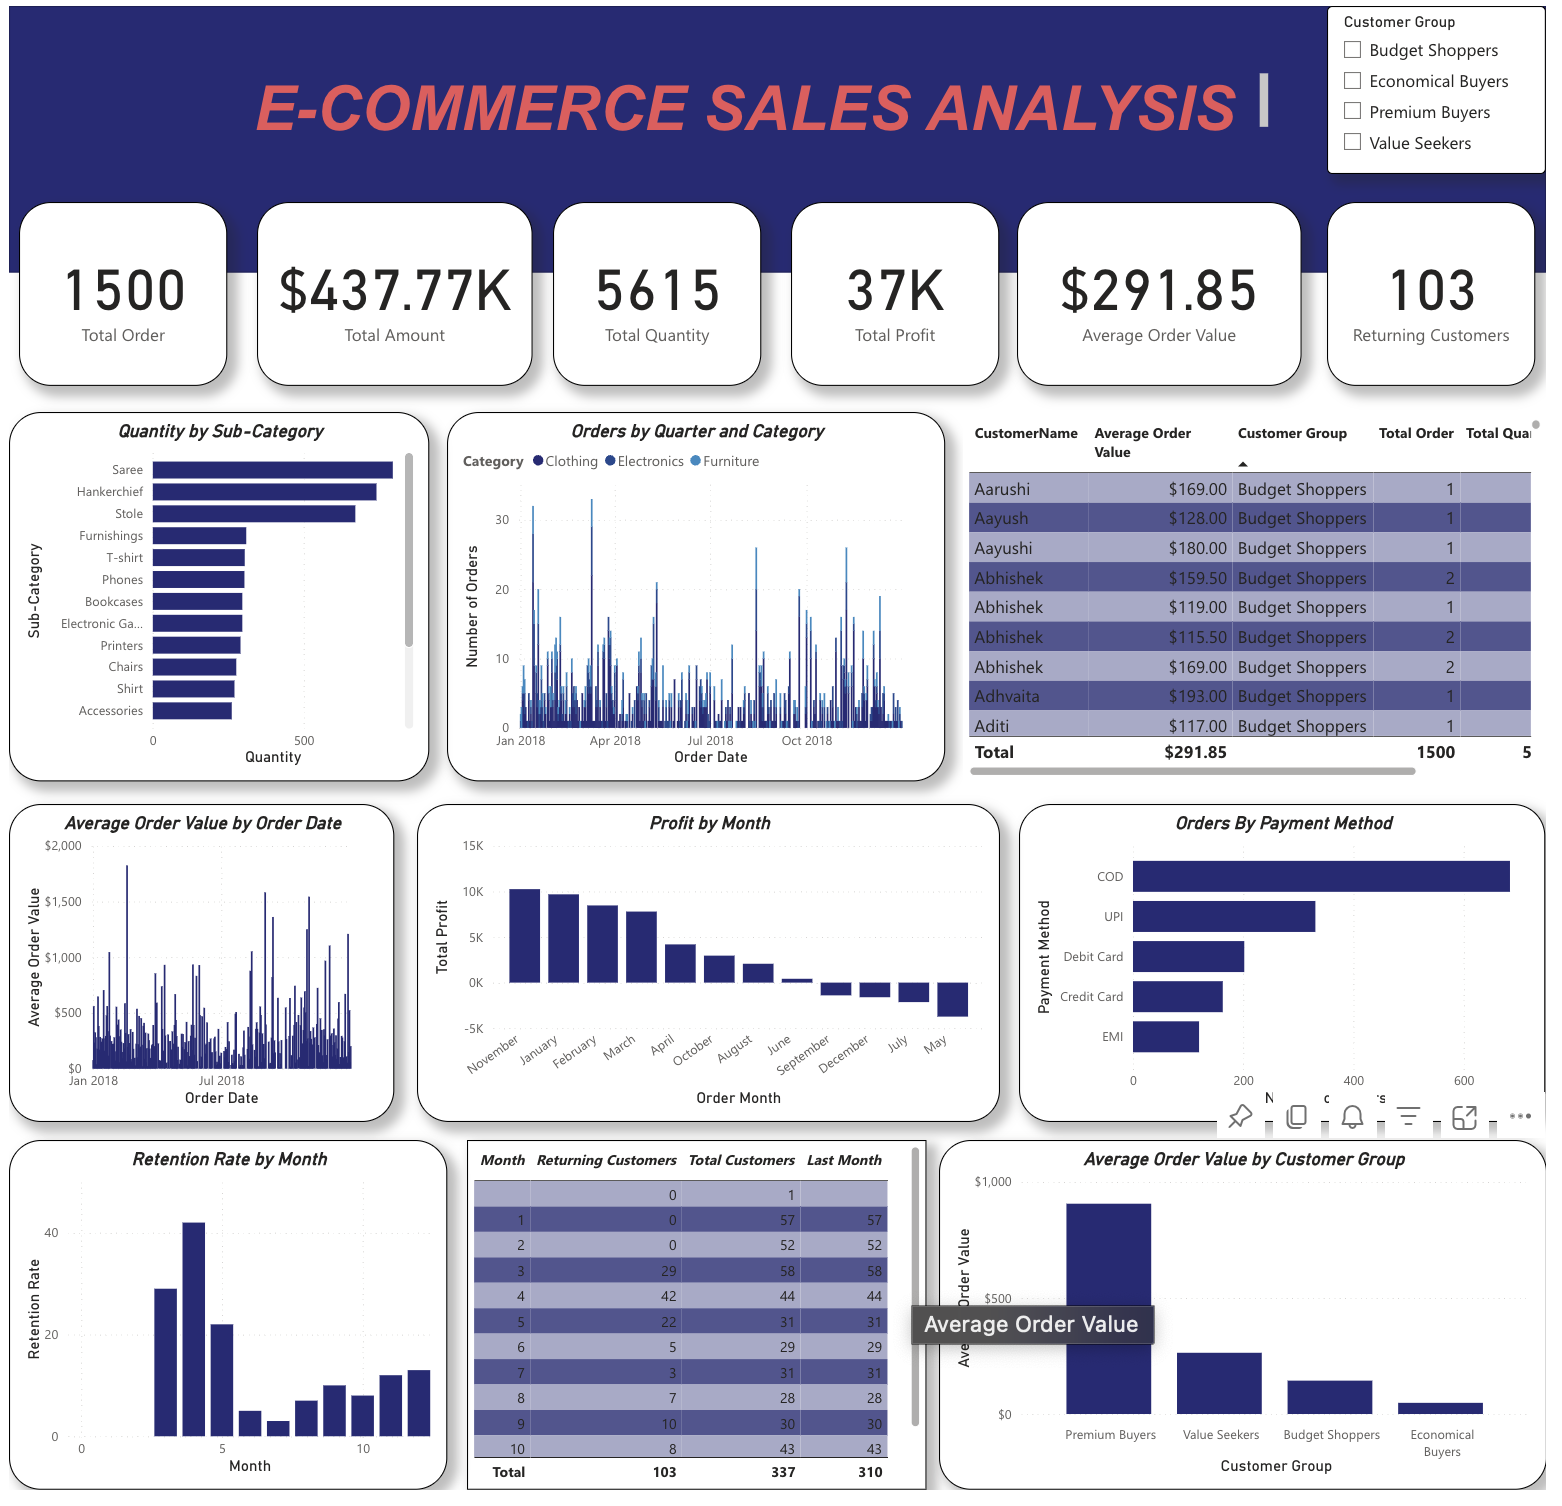 Customer Group
Budget Shoppers
Economical Buyers
Premium Buyers
Value Seekers
E-COMMERCE SALES ANALYSIS
1500
Total Order
$437.77K
Total Amount
5615
Total Quantity
37K
Total Profit
$291.85
Average Order Value
103
Returning Customers
Quantity by Sub-Category
Sub-Category
Saree
Hankerchief
Stole
Furnishings
T-shirt
Phones
Bookcases
Electronic Ga...
Printers
Chairs
Shirt
Accessories
0 500
Quantity
Orders by Quarter and Category
Category Clothing Electronics Furniture
Number of Orders
30
20
10
0
Jan 2018 Apr 2018 Jul 2018 Oct 2018
Order Date
CustomerName Average Order Value Customer Group Total Order Total Qua
Aarushi $169.00 Budget Shoppers 1
Aayush $128.00 Budget Shoppers 1
Aayushi $180.00 Budget Shoppers 1
Abhishek $159.50 Budget Shoppers 2
Abhishek $119.00 Budget Shoppers 1
Abhishek $115.50 Budget Shoppers 2
Abhishek $169.00 Budget Shoppers 2
Adhvaita $193.00 Budget Shoppers 1
Aditi $117.00 Budget Shoppers 1
Total $291.85 1500 5
Average Order Value by Order Date
Average Order Value
$2,000
$1,500
$1,000
$500
$0
Jan 2018 Jul 2018
Order Date
Profit by Month
Total Profit
15K
10K
5K
0K
-5K
November January February March April October August June September December July May
Order Month
Orders By Payment Method
Payment Method
COD
UPI
Debit Card
Credit Card
EMI
0 200 400 600
Retention Rate by Month
Retention Rate
40
20
0
0 5 10
Month
Month Returning Customers Total Customers Last Month
0 1
1 0 57 57
2 0 52 52
3 29 58 58
4 42 44 44
5 22 31 31
6 5 29 29
7 3 31 31
8 7 28 28
9 10 30 30
10 8 43 43
Total 103 337 310
Average Order Value by Customer Group
Ave Order Value
$1,000
$500
$0
Average Order Value
Premium Buyers Value Seekers Budget Shoppers Economical Buyers
Customer Group